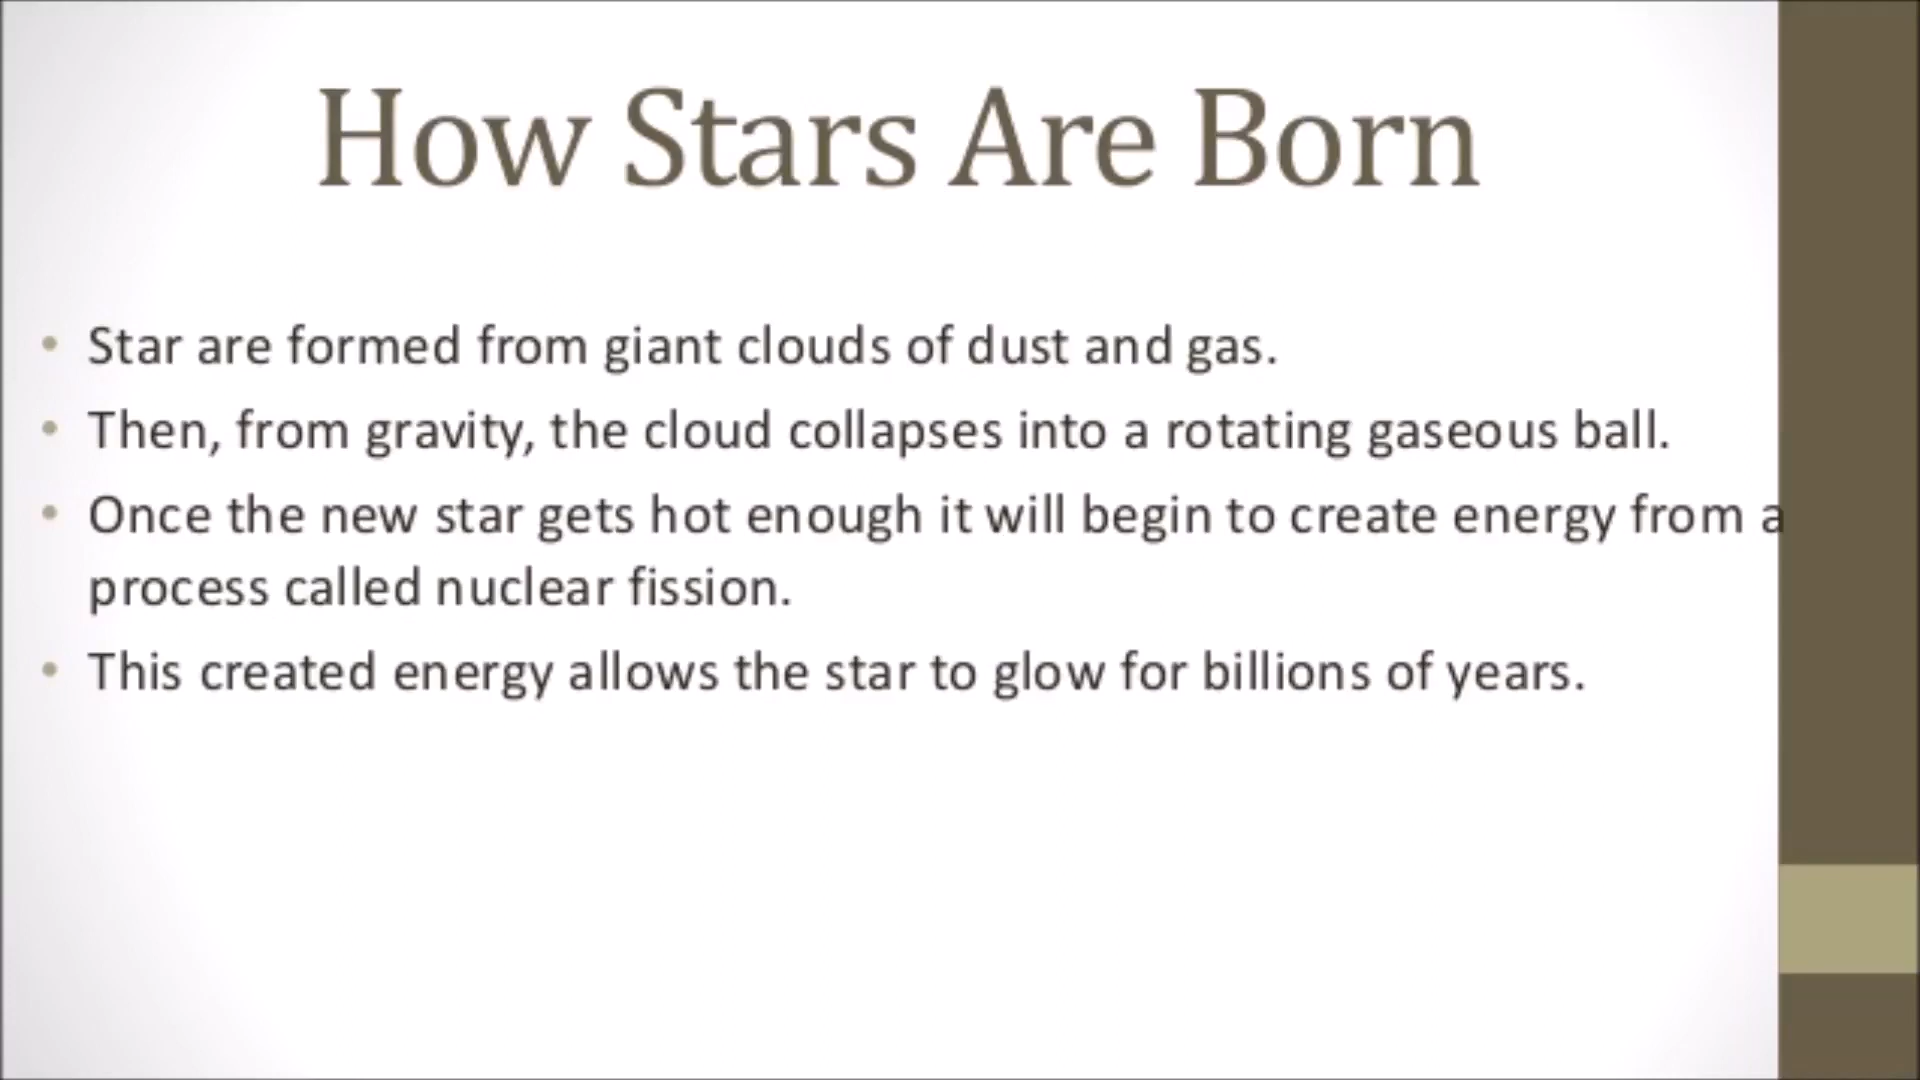 How Stars Are Born
• Star are formed from giant clouds of dust and gas.
• Then, from gravity, the cloud collapses into a rotating gaseous ball.
• Once the new star gets hot enough it will begin to create energy from a
process called nuclear fission.
• This created energy allows the star to glow for billions of years.